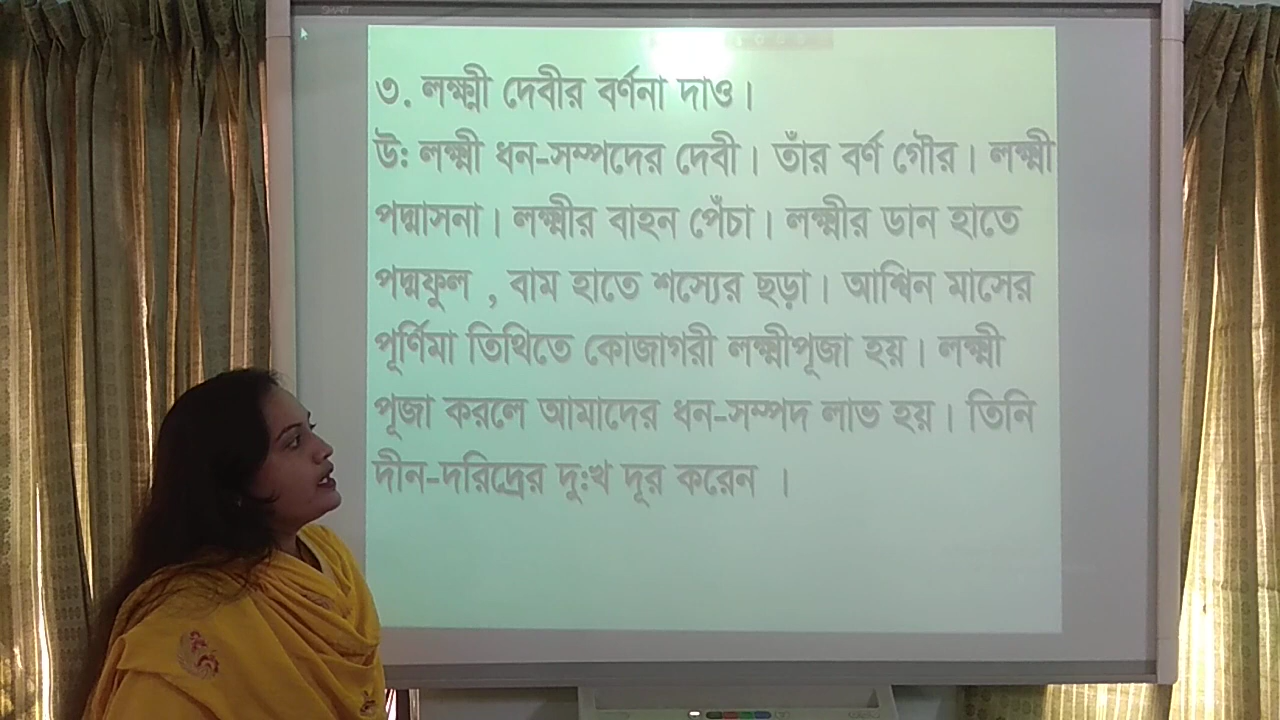 ৩. লক্ষ্মী দেবীর বর্ণনা দাও।
উঃ লক্ষ্মী ধন-সম্পদের দেবী। তাঁর বর্ণ গৌর। লক্ষ্মী
পদ্মাসনা। লক্ষ্মীর বাহন পেঁচা। লক্ষ্মীর ডান হাতে
পদ্মফুল , বাম হাতে শস্যের ছড়া। আশ্বিন মাসের
পূর্ণিমা তিথিতে কোজাগরী লক্ষ্মীপূজা হয়। লক্ষ্মী
পূজা করলে আমাদের ধন-সম্পদ লাভ হয়। তিনি
দীন-দরিদ্রের দুঃখ দূর করেন ।